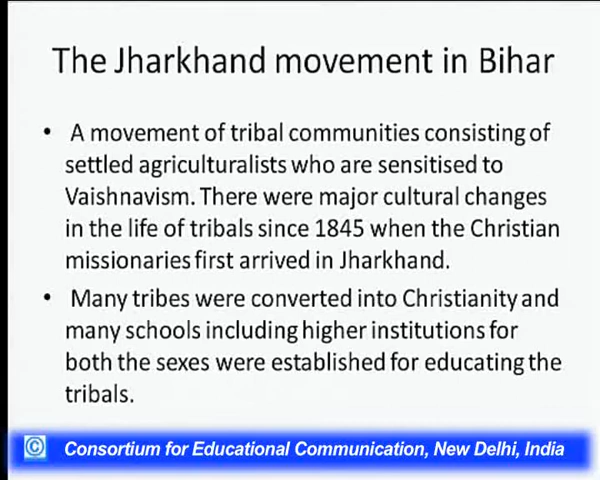 The Jharkhand movement in Bihar
• A movement of tribal communities consisting of
settled agriculturalists who are sensitised to
Vaishnavism. There were major cultural changes
in the life of tribals since 1845 when the Christian
missionaries first arrived in Jharkhand.
• Many tribes were converted into Christianity and
many schools including higher institutions for
both the sexes were established for educating the
tribals.
© Consortium for Educational Communication, New Delhi, India